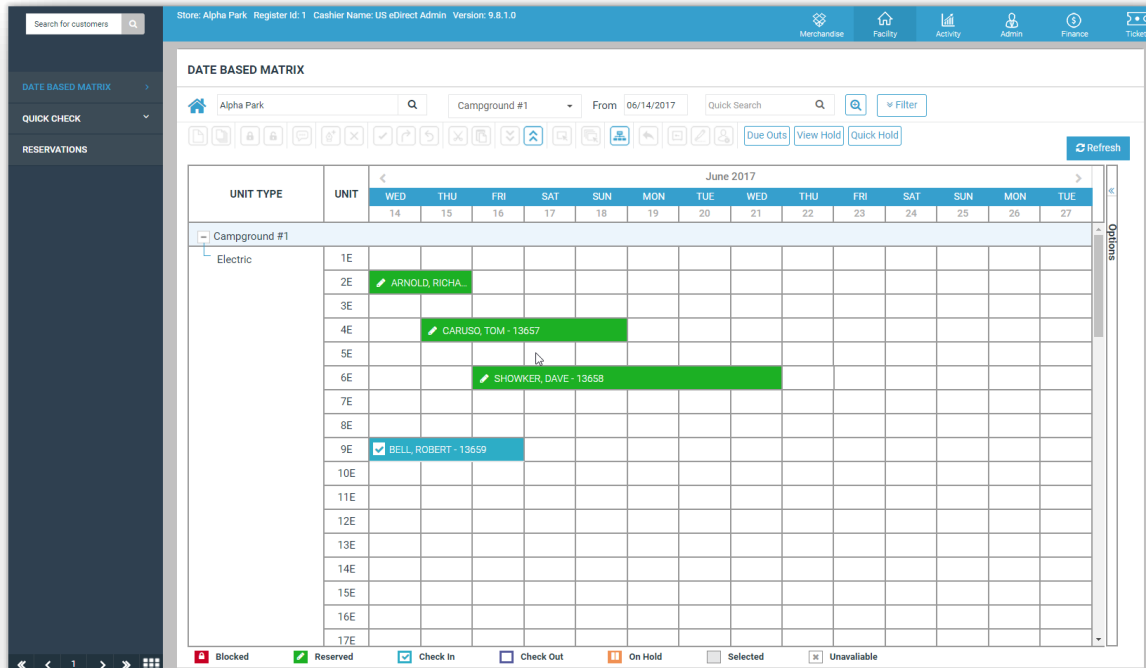 Search for customers
Store: Alpha Park Register Id: 1 Cashier Name: US eDirect Admin Version: 9.8.1.0
Merchandise Facility Activity Admin Finance Ticket
DATE BASED MATRIX
QUICK CHECK
RESERVATIONS
1
DATE BASED MATRIX
Alpha Park Campground #1 From 06/14/2017 Quick Search Filter
Due Outs View Hold Quick Hold
Refresh
UNIT TYPE UNIT June 2017
WED THU FRI SAT SUN MON TUE WED THU FRI SAT SUN MON TUE
14 15 16 17 18 19 20 21 22 23 24 25 26 27
Options
Campground #1
Electric 1E
2E ARNOLD, RICHA...
3E
4E CARUSO, TOM - 13657
5E
6E SHOWKER, DAVE - 13658
7E
8E
9E BELL, ROBERT - 13659
10E
11E
12E
13E
14E
15E
16E
17E
Blocked Reserved Check In Check Out On Hold Selected Unavaliable